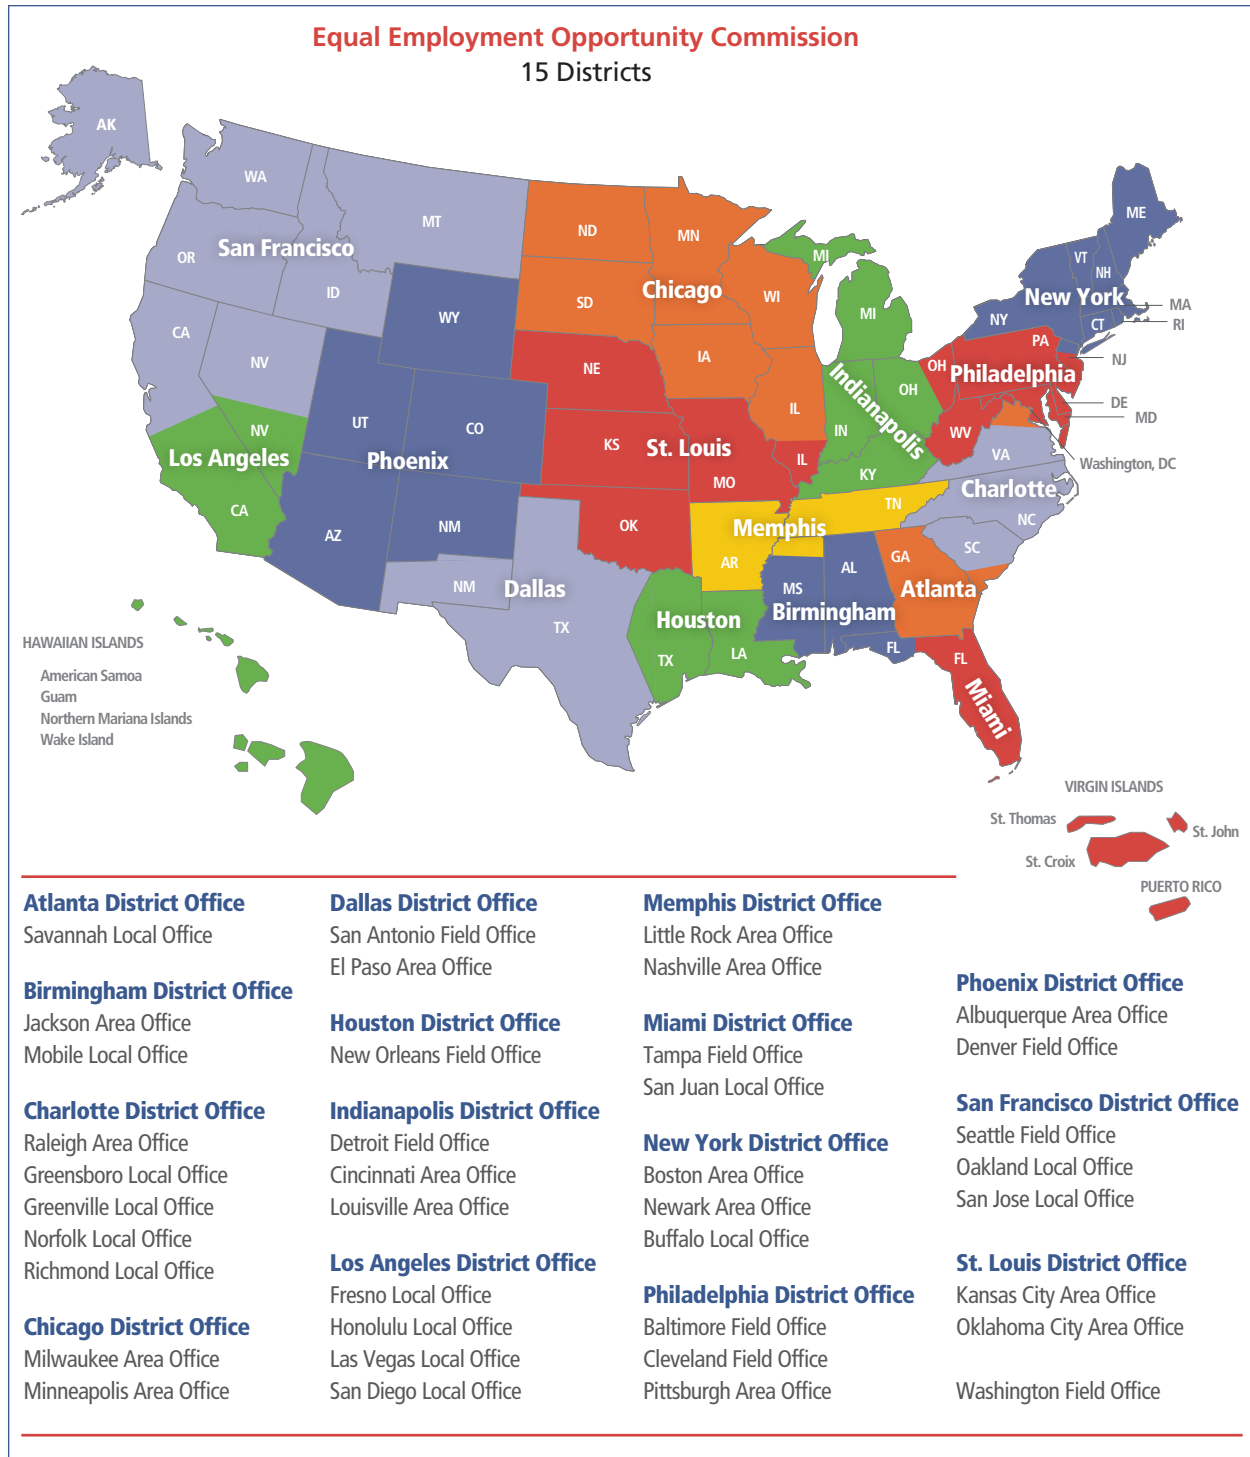 Equal Employment Opportunity Commission
15 Districts
AK
WA
MT
ND
MN
ME
OR
San Francisco
ID
SD
Chicago
WI
MI
MI
VT
NH
New York
NY
CT
MA
RI
CA
NV
WY
IA
PA
NJ
NE
OH
Philadelphia
Indianapolis
OH
DE
MD
UT
CO
IL
IN
WV
NV
Los Angeles
Phoenix
KS
St. Louis
IL
MO
KY
VA
Washington, DC
CA
AZ
NM
OK
Memphis
TN
Charlotte
NC
SC
NM
Dallas
AR
MS
AL
GA
Atlanta
TX
Houston
TX
LA
Birmingham
FL
FL
Miami
HAWAIIAN ISLANDS
American Samoa
Guam
Northern Mariana Islands
Wake Island
VIRGIN ISLANDS
St. Thomas
St. John
St. Croix
PUERTO RICO
Atlanta District Office
Savannah Local Office
Birmingham District Office
Jackson Area Office
Mobile Local Office
Charlotte District Office
Raleigh Area Office
Greensboro Local Office
Greenville Local Office
Norfolk Local Office
Richmond Local Office
Chicago District Office
Milwaukee Area Office
Minneapolis Area Office
Dallas District Office
San Antonio Field Office
El Paso Area Office
Houston District Office
New Orleans Field Office
Indianapolis District Office
Detroit Field Office
Cincinnati Area Office
Louisville Area Office
Los Angeles District Office
Fresno Local Office
Honolulu Local Office
Las Vegas Local Office
San Diego Local Office
Memphis District Office
Little Rock Area Office
Nashville Area Office
Miami District Office
Tampa Field Office
San Juan Local Office
New York District Office
Boston Area Office
Newark Area Office
Buffalo Local Office
Philadelphia District Office
Baltimore Field Office
Cleveland Field Office
Pittsburgh Area Office
Phoenix District Office
Albuquerque Area Office
Denver Field Office
San Francisco District Office
Seattle Field Office
Oakland Local Office
San Jose Local Office
St. Louis District Office
Kansas City Area Office
Oklahoma City Area Office
Washington Field Office